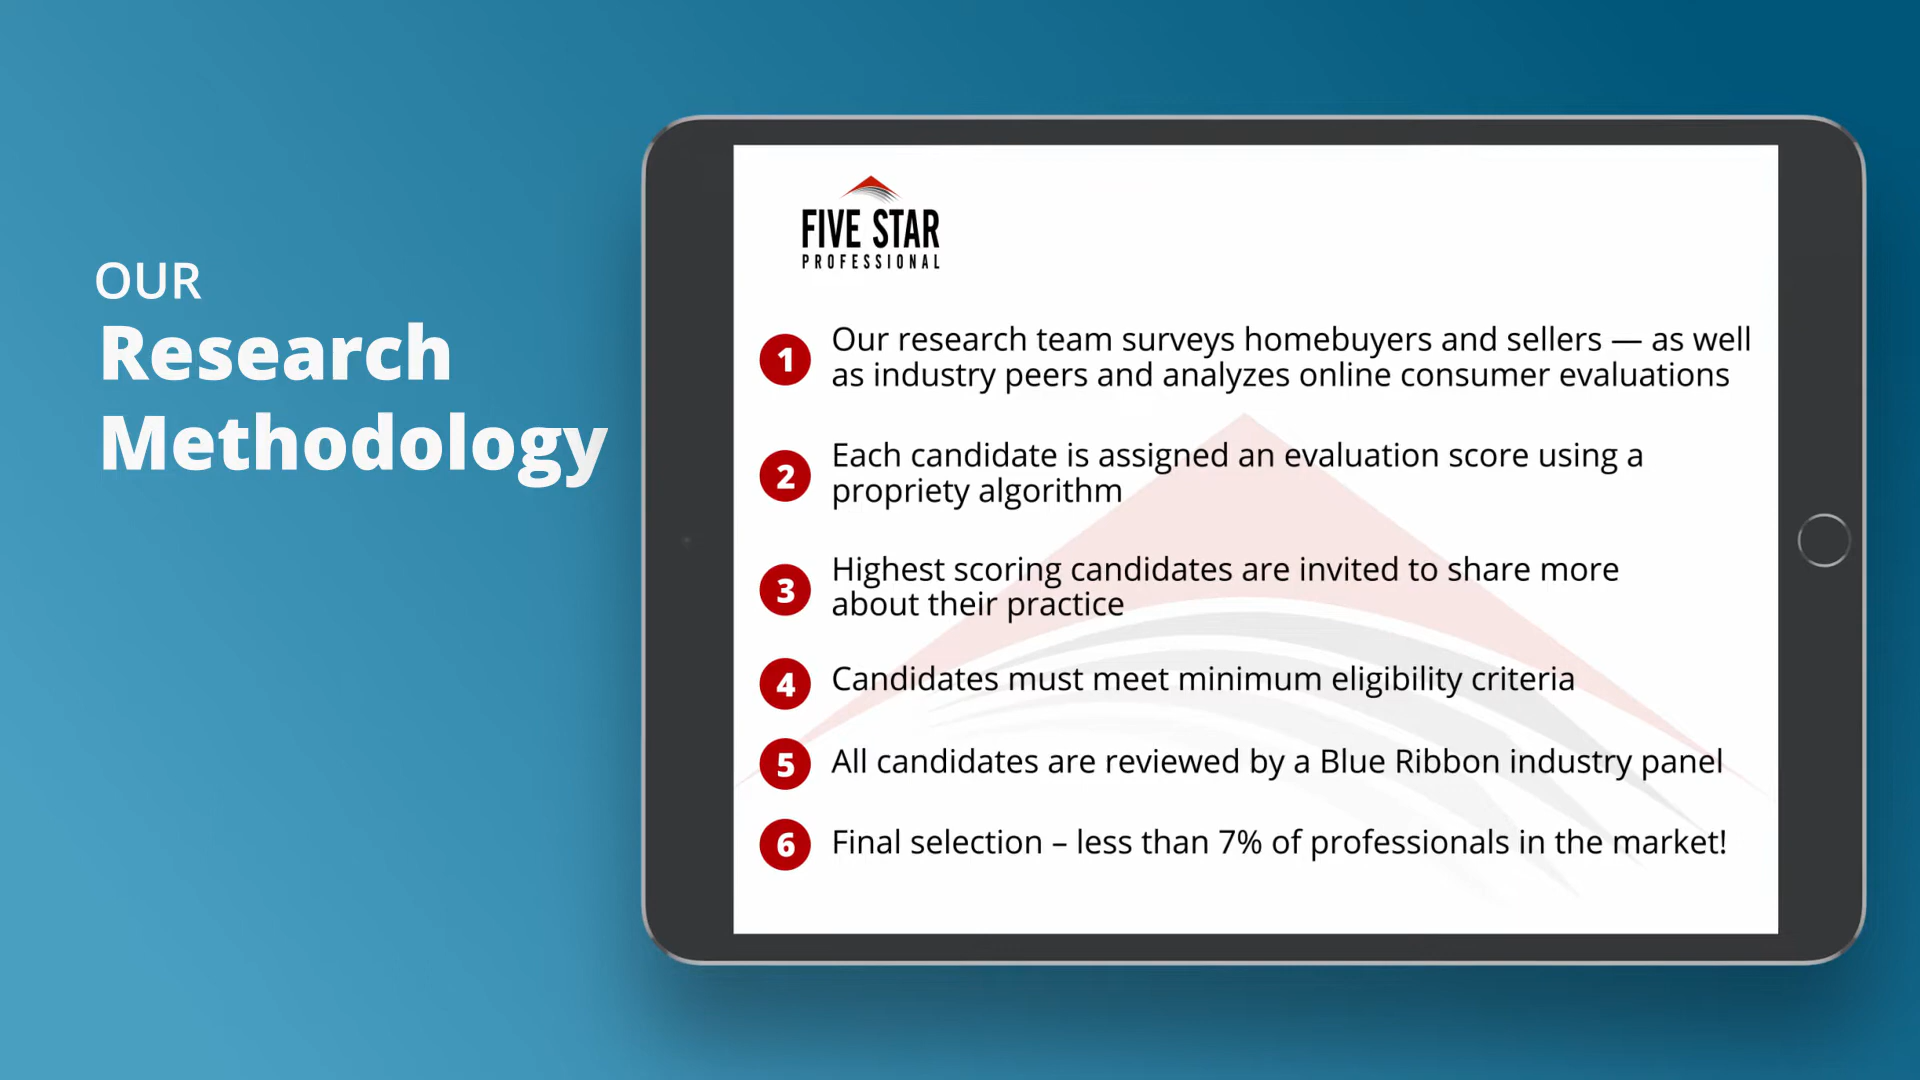 OUR
Research
Methodology
FIVE STAR
PROFESSIONAL
1 Our research team surveys homebuyers and sellers — as well
as industry peers and analyzes online consumer evaluations
2 Each candidate is assigned an evaluation score using a
propriety algorithm
3 Highest scoring candidates are invited to share more
about their practice
4 Candidates must meet minimum eligibility criteria
5 All candidates are reviewed by a Blue Ribbon industry panel
6 Final selection – less than 7% of professionals in the market!